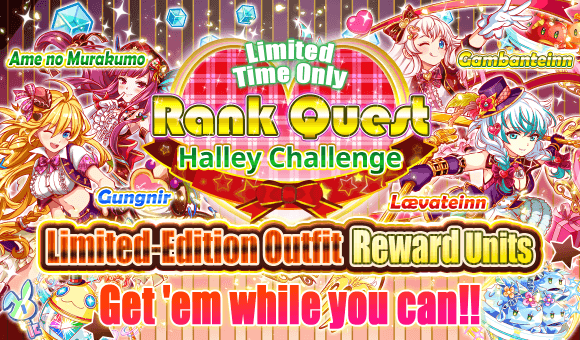 Limited
Time Only
Ame no Murakumo
Gambanteinn
Rank Quest
Halley Challenge
Gungnir
Lævateinn
Limited-Edition Outfit Reward Units
Get 'em while you can!!